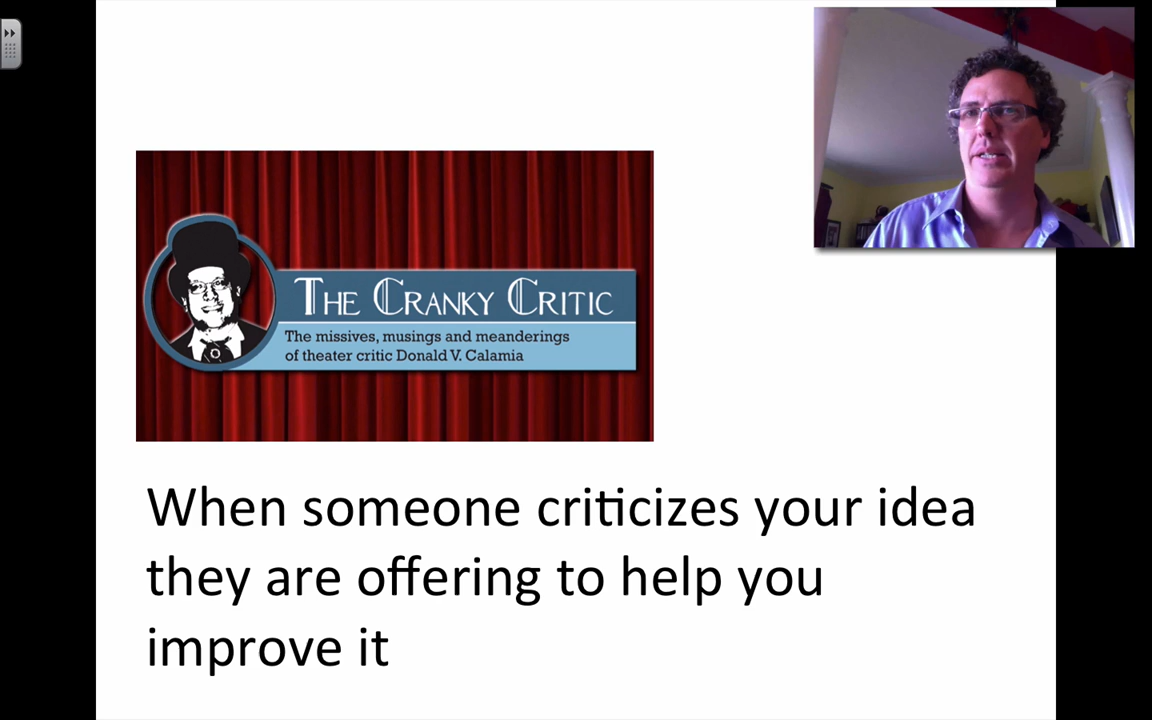 The Cranky Critic
The missives, musings and meanderings
of theater critic Donald V. Calamia
When someone criticizes your idea
they are offering to help you
improve it